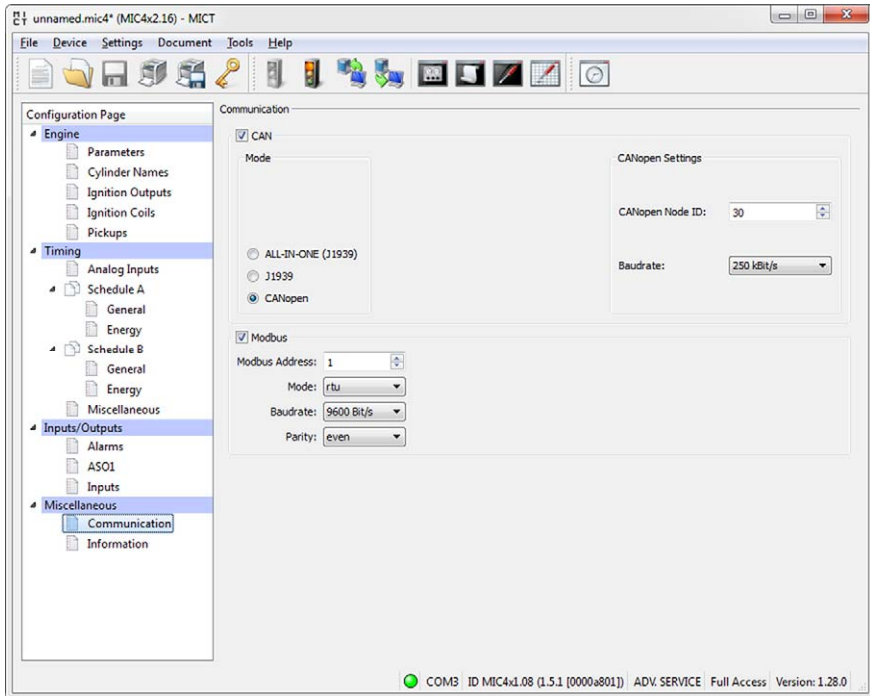 unnamed.mic4* (MIC4x2.16) - MICT
File Device Settings Document Tools Help
Configuration Page
Engine
Parameters
Cylinder Names
Ignition Outputs
Ignition Coils
Pickups
Timing
Analog Inputs
Schedule A
General
Energy
Schedule B
General
Energy
Miscellaneous
Inputs/Outputs
Alarms
ASO1
Inputs
Miscellaneous
Communication
Information
Communication
CAN
Mode
ALL-IN-ONE (J1939)
J1939
CANopen
CANopen Settings
CANopen Node ID: 30
Baudrate: 250 kBit/s
Modbus
Modbus Address: 1
Mode: rtu
Baudrate: 9600 Bit/s
Parity: even
COM3 ID MIC4x1.08 (1.5.1 [0000a801]) ADV. SERVICE Full Access Version: 1.28.0